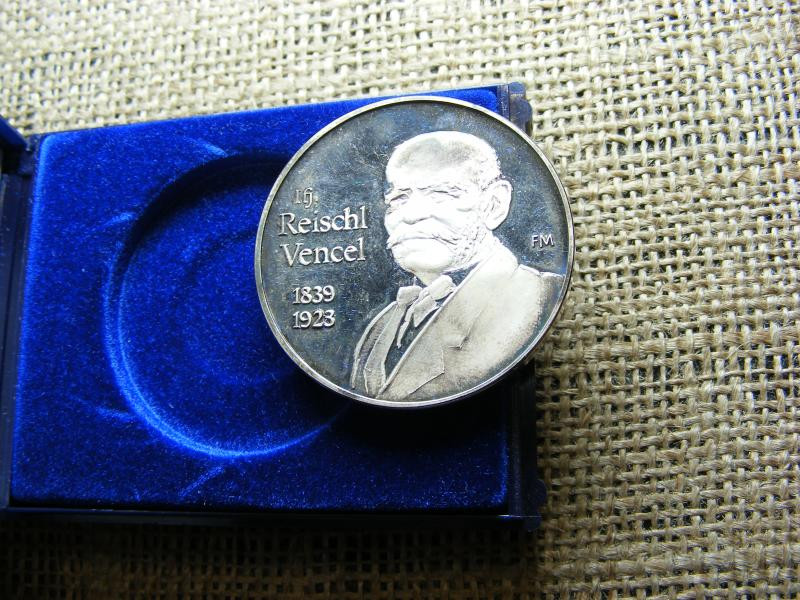 Ifj.
Reischl
Vencel
1839
1923
FM